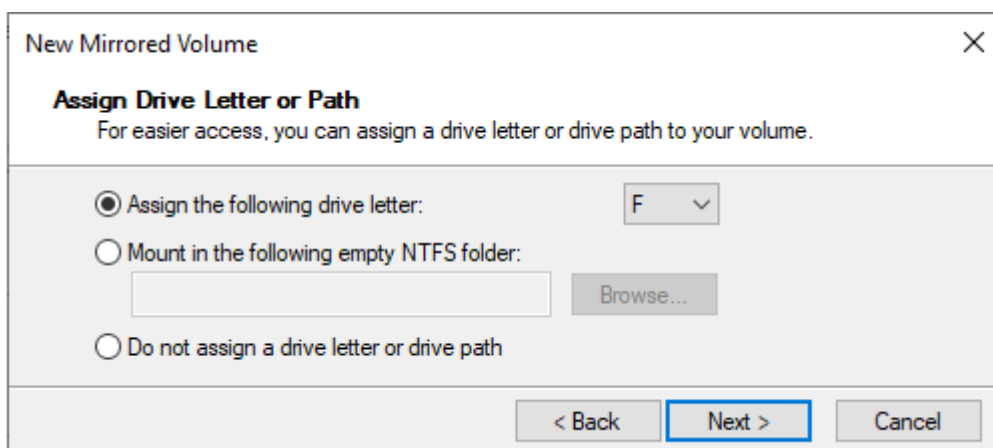 New Mirrored Volume
Assign Drive Letter or Path
For easier access, you can assign a drive letter or drive path to your volume.
Assign the following drive letter: F
Mount in the following empty NTFS folder:
Browse...
Do not assign a drive letter or drive path
< Back Next > Cancel